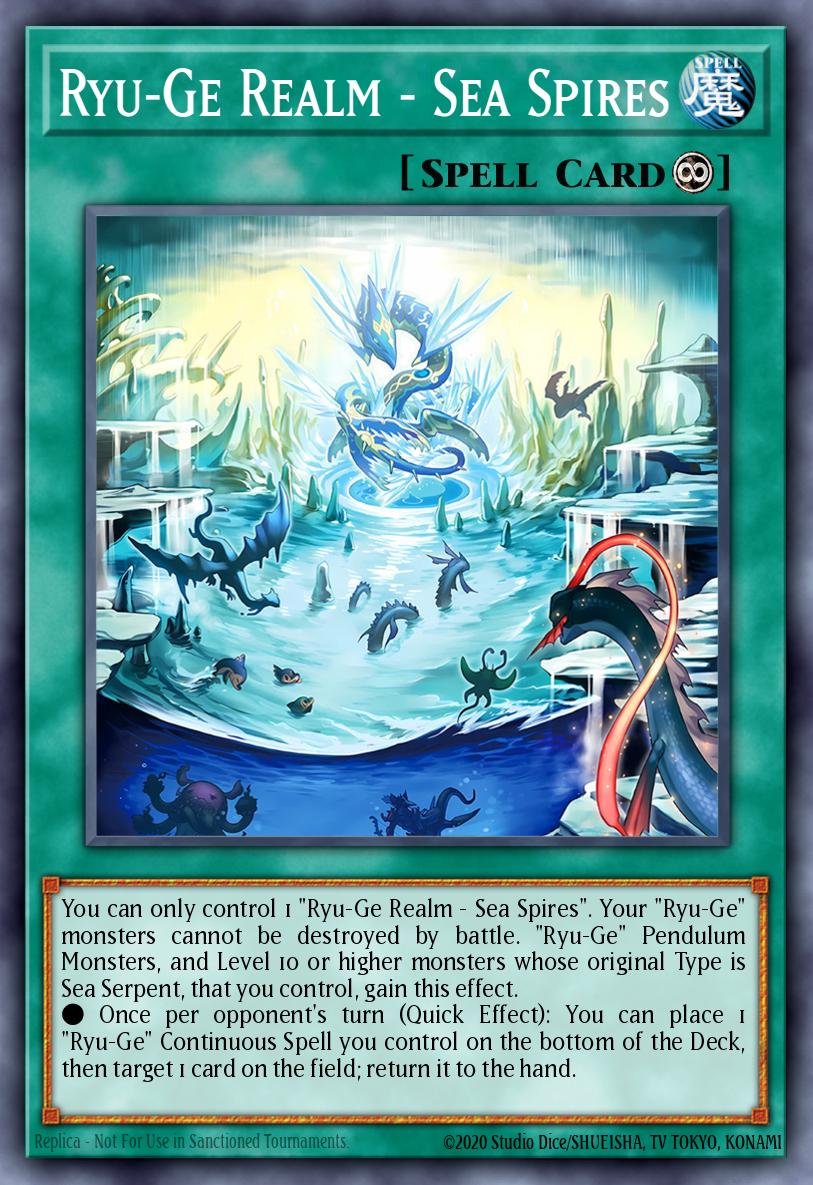 Ryu-Ge Realm - Sea Spires
SPELL
魔
[Spell Card]
You can only control 1 "Ryu-Ge Realm - Sea Spires". Your "Ryu-Ge"
monsters cannot be destroyed by battle. "Ryu-Ge" Pendulum
Monsters, and Level 10 or higher monsters whose original Type is
Sea Serpent, that you control, gain this effect.
● Once per opponent's turn (Quick Effect): You can place 1
"Ryu-Ge" Continuous Spell you control on the bottom of the Deck,
then target 1 card on the field; return it to the hand.
Replica - Not For Use in Sanctioned Tournaments.
©2020 Studio Dice/SHUEISHA, TV TOKYO, KONAMI